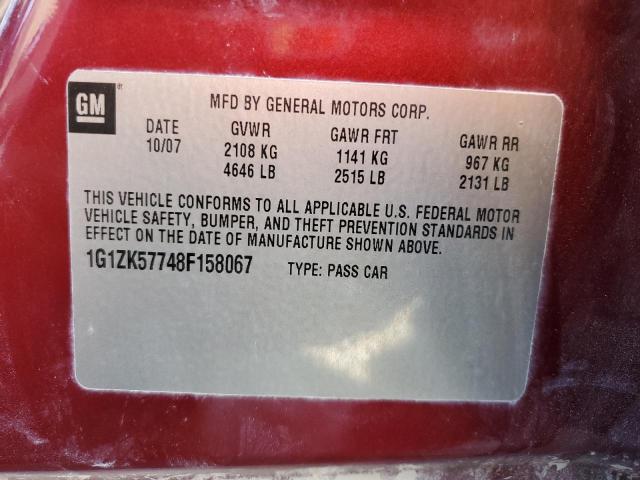 GM
MFD BY GENERAL MOTORS CORP.
DATE GVWR GAWR FRT GAWR RR
10/07 2108 KG 1141 KG 967 KG
4646 LB 2515 LB 2131 LB
THIS VEHICLE CONFORMS TO ALL APPLICABLE U.S. FEDERAL MOTOR
VEHICLE SAFETY, BUMPER, AND THEFT PREVENTION STANDARDS IN
EFFECT ON THE DATE OF MANUFACTURE SHOWN ABOVE.
1G1ZK57748F158067 TYPE: PASS CAR